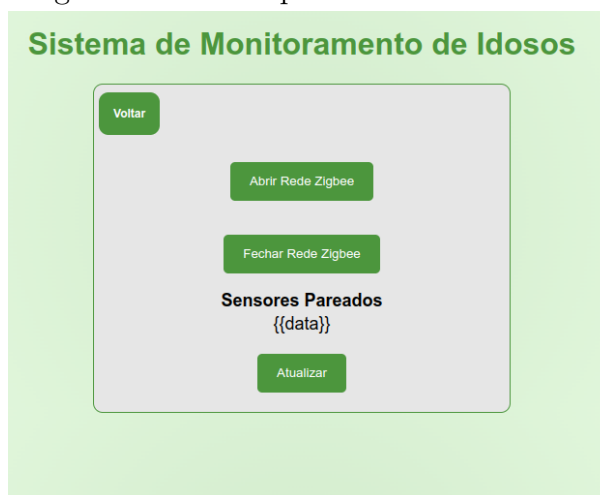 Sistema de Monitoramento de Idosos
Voltar
Abrir Rede Zigbee
Fechar Rede Zigbee
Sensores Pareados
{{data}}
Atualizar